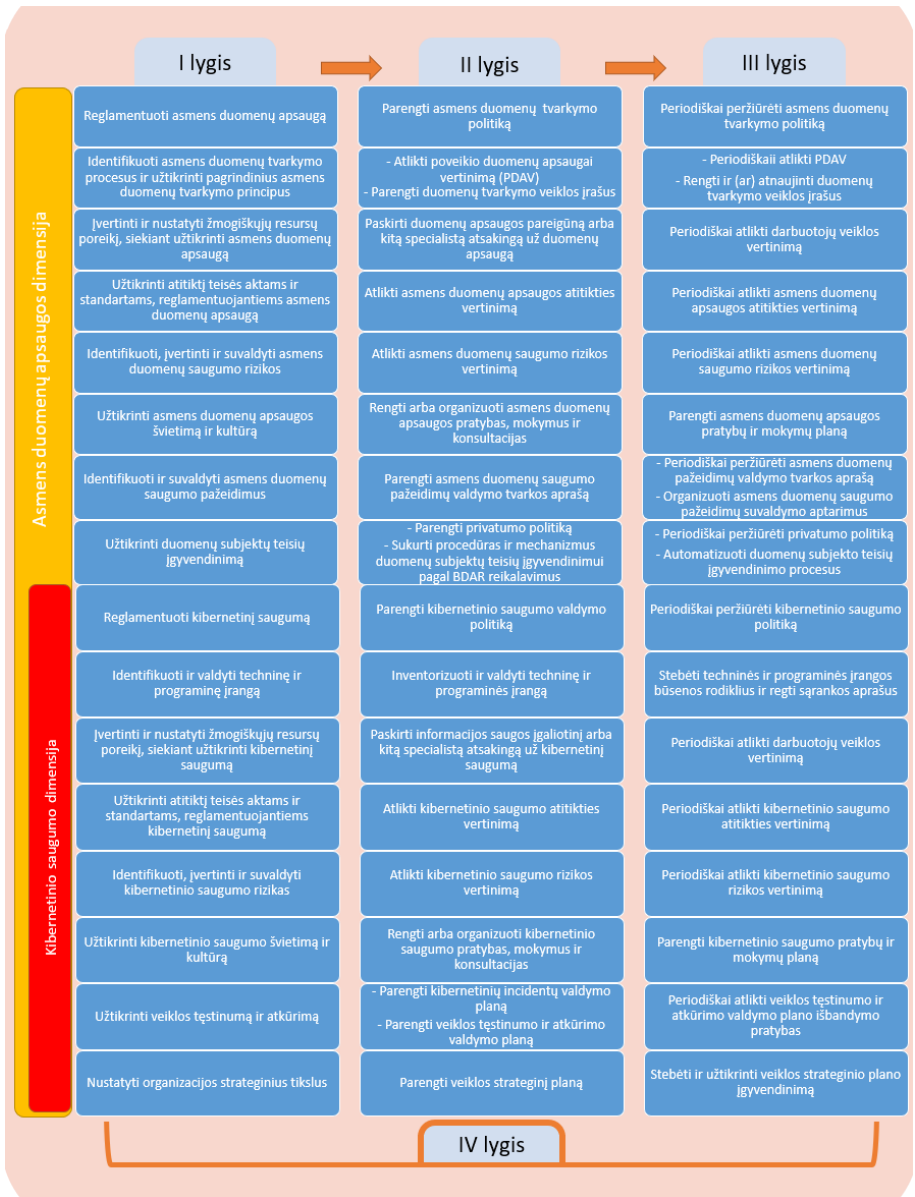 I lygis
II lygis
III lygis
Asmens duomenų apsaugos dimensija
Reglamentuoti asmens duomenų apsaugą
Parengti asmens duomenų tvarkymo
politiką
Periodiškai peržiūrėti asmens duomenų
tvarkymo politiką
Identifikuoti asmens duomenų tvarkymo
procesus ir užtikrinti pagrindinius asmens
duomenų tvarkymo principus
- Atlikti poveikio duomenų apsaugai
vertinimą (PDAV)
- Parengti duomenų tvarkymo veiklos įrašus
- Periodiškaii atlikti PDAV
- Rengti ir (ar) atnaujinti duomenų
tvarkymo veiklos įrašus
Įvertinti ir nustatyti žmogiškųjų resursų
poreikį, siekiant užtikrinti asmens duomenų
apsaugą
Paskirti duomenų apsaugos pareigūną arba
kitą specialistą atsakingą už duomenų
apsaugą
Periodiškai atlikti darbuotojų veiklos
vertinimą
Užtikrinti atitiktį teisės aktams ir
standartams, reglamentuojantiems asmens
duomenų apsaugą
Atlikti asmens duomenų apsaugos atitikties
vertinimą
Periodiškai atlikti asmens duomenų
apsaugos atitikties vertinimą
Identifikuoti, įvertinti ir suvaldyti asmens
duomenų saugumo rizikos
Atlikti asmens duomenų saugumo rizikos
vertinimą
Periodiškai atlikti asmens duomenų
saugumo rizikos vertinimą
Užtikrinti asmens duomenų apsaugos
švietimą ir kultūrą
Rengti arba organizuoti asmens duomenų
apsaugos pratybas, mokymus ir
konsultacijas
Parengti asmens duomenų apsaugos
pratybų ir mokymų planą
Identifikuoti ir suvaldyti asmens duomenų
saugumo pažeidimus
Parengti asmens duomenų saugumo
pažeidimų valdymo tvarkos aprašą
- Periodiškai peržiūrėti asmens duomenų
pažeidimų valdymo tvarkos aprašą
- Organizuoti asmens duomenų saugumo
pažeidimų suvaldymo aptarimus
Užtikrinti duomenų subjektų teisių
įgyvendinimą
- Parengti privatumo politiką
- Sukurti procedūras ir mechanizmus
duomenų subjektų teisių įgyvendinimui
pagal BDAR reikalavimus
- Periodiškai peržiūrėti privatumo politiką
- Automatizuoti duomenų subjekto teisių
įgyvendinimo procesus
Kibernetinio saugumo dimensija
Reglamentuoti kibernetinį saugumą
Parengti kibernetinio saugumo valdymo
politiką
Periodiškai peržiūrėti kibernetinio saugumo
politiką
Identifikuoti ir valdyti techninę ir
programinę įrangą
Inventorizuoti ir valdyti techninę ir
programinės įrangą
Stebėti techninės ir programinės įrangos
būsenos rodiklius ir regti sąrankos aprašus
Įvertinti ir nustatyti žmogiškųjų resursų
poreikį, siekiant užtikrinti kibernetinį
saugumą
Paskirti informacijos saugos įgaliotinį arba
kitą specialistą atsakingą už kibernetinį
saugumą
Periodiškai atlikti darbuotojų veiklos
vertinimą
Užtikrinti atitiktį teisės aktams ir
standartams, reglamentuojantiems
kibernetinį saugumą
Atlikti kibernetinio saugumo atitikties
vertinimą
Periodiškai atlikti kibernetinio saugumo
atitikties vertinimą
Identifikuoti, įvertinti ir suvaldyti
kibernetinio saugumo rizikas
Atlikti kibernetinio saugumo rizikos
vertinimą
Periodiškai atlikti kibernetinio saugumo
rizikos vertinimą
Užtikrinti kibernetinio saugumo švietimą ir
kultūrą
Rengti arba organizuoti kibernetinio
saugumo pratybas, mokymus ir
konsultacijas
Parengti kibernetinio saugumo pratybų ir
mokymų planą
Užtikrinti veiklos tęstinumą ir atkūrimą
- Parengti kibernetinių incidentų valdymo
planą
- Parengti veiklos tęstinumo ir atkūrimo
valdymo planą
Periodiškai atlikti veiklos tęstinumo ir
atkūrimo valdymo plano išbandymo
pratybas
Nustatyti organizacijos strateginius tikslus
Parengti veiklos strateginį planą
Stebėti ir užtikrinti veiklos strateginio plano
įgyvendinimą
IV lygis